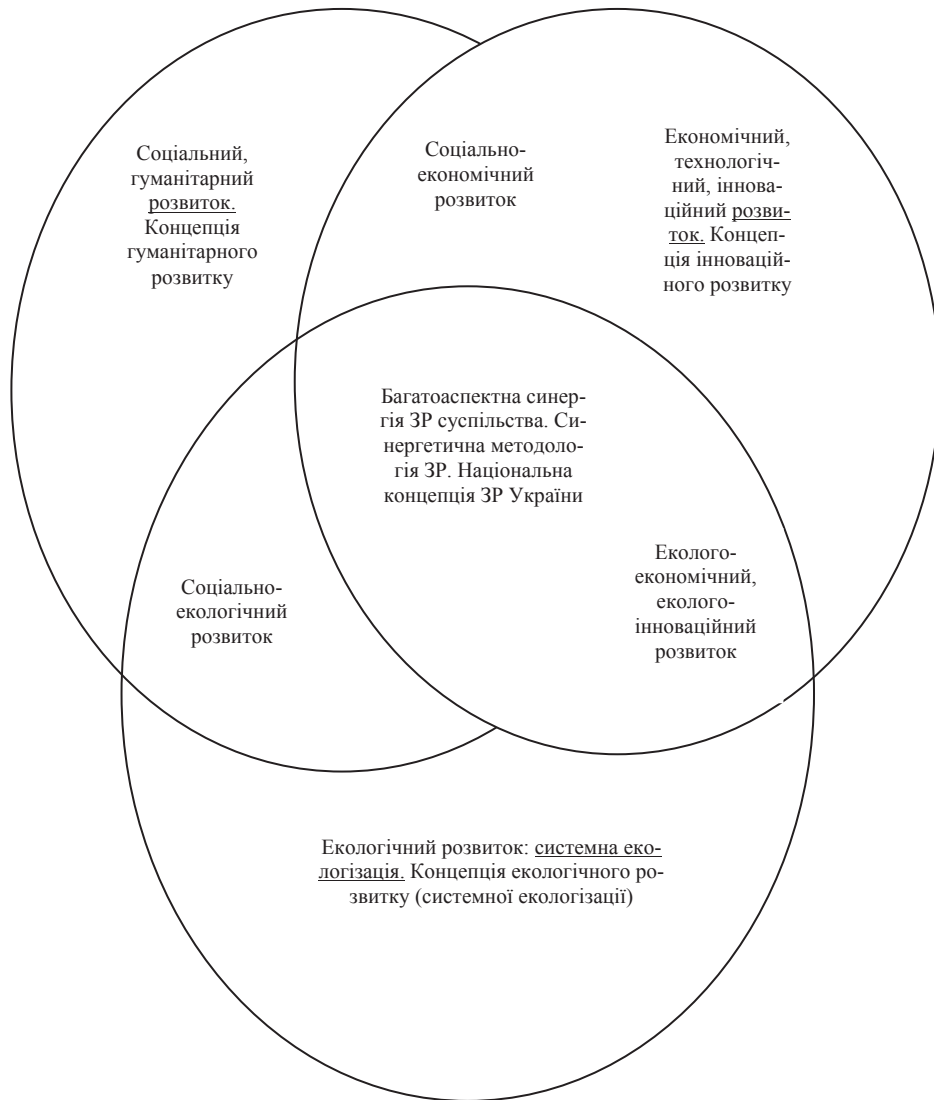 Соціальний,
гуманітарний
розвиток.
Концепція
гуманітарного
розвитку
Соціально-
економічний
розвиток
Економічний,
технологіч-
ний, іннова-
ційний розви-
ток. Концеп-
ція інновацій-
ного розвитку
Багатоаспектна синер-
гія ЗР суспільства. Си-
нергетична методоло-
гія ЗР. Національна
концепція ЗР України
Соціально-
екологічний
розвиток
Еколого-
економічний,
еколого-
інноваційний
розвиток
Екологічний розвиток: системна еко-
логізація. Концепція екологічного ро-
звитку (системної екологізації)